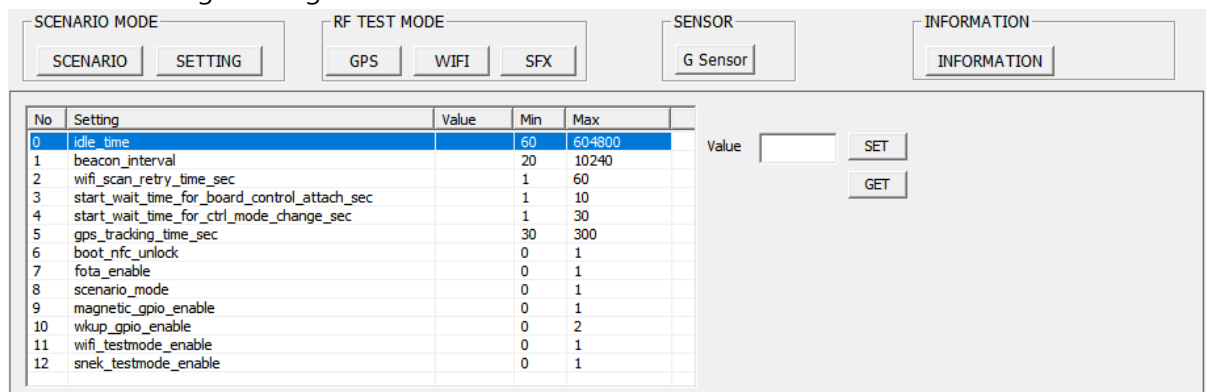 SCENARIO MODE RF TEST MODE SENSOR INFORMATION
SCENARIO SETTING GPS WIFI SFX G Sensor INFORMATION
No Setting Value Min Max
0 idle_time 60 604800
1 beacon_interval 20 10240
2 wifi_scan_retry_time_sec 1 60
3 start_wait_time_for_board_control_attach_sec 1 10
4 start_wait_time_for_ctrl_mode_change_sec 1 30
5 gps_tracking_time_sec 30 300
6 boot_nfc_unlock 0 1
7 fota_enable 0 1
8 scenario_mode 0 1
9 magnetic_gpio_enable 0 1
10 wkup_gpio_enable 0 2
11 wifi_testmode_enable 0 1
12 snek_testmode_enable 0 1
Value SET
GET